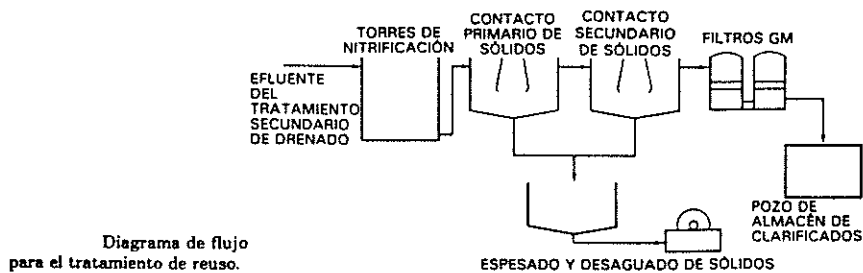 TORRES DE
NITRIFICACIÓN
CONTACTO
PRIMARIO DE
SÓLIDOS
CONTACTO
SECUNDARIO
DE SÓLIDOS
FILTROS GM
EFLUENTE
DEL
TRATAMIENTO
SECUNDARIO
DE DRENADO
POZO DE
ALMACÉN DE
CLARIFICADOS
ESPESADO Y DESAGUADO DE SÓLIDOS
Diagrama de flujo
para el tratamiento de reuso.